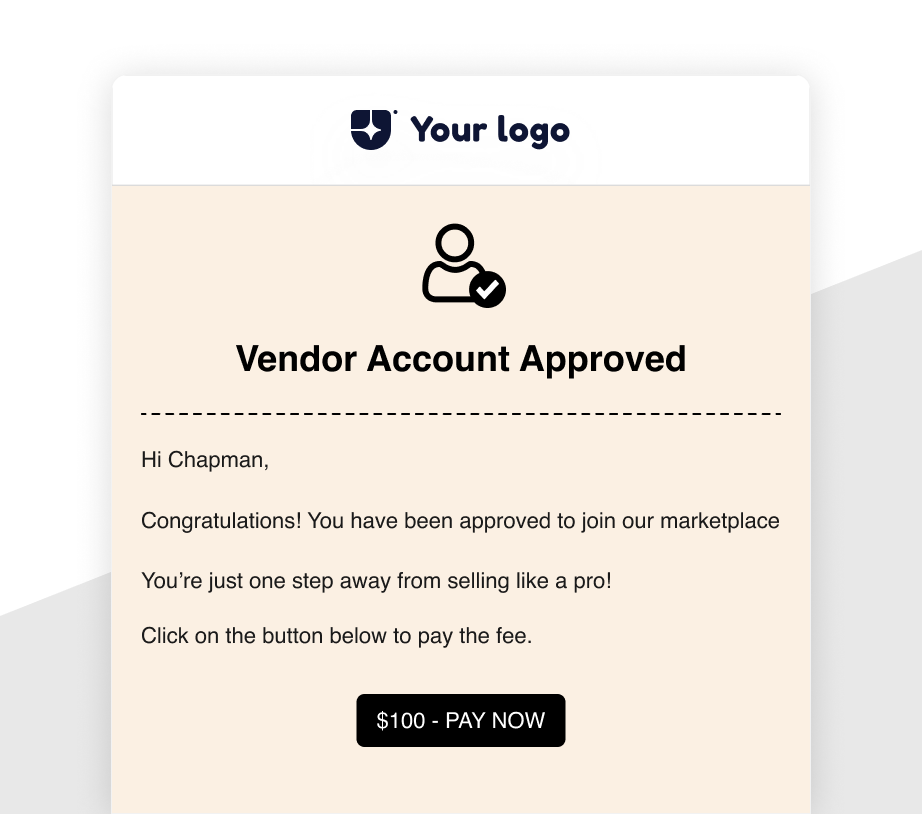 Your logo
Vendor Account Approved
Hi Chapman,
Congratulations! You have been approved to join our marketplace
You’re just one step away from selling like a pro!
Click on the button below to pay the fee.
$100 - PAY NOW